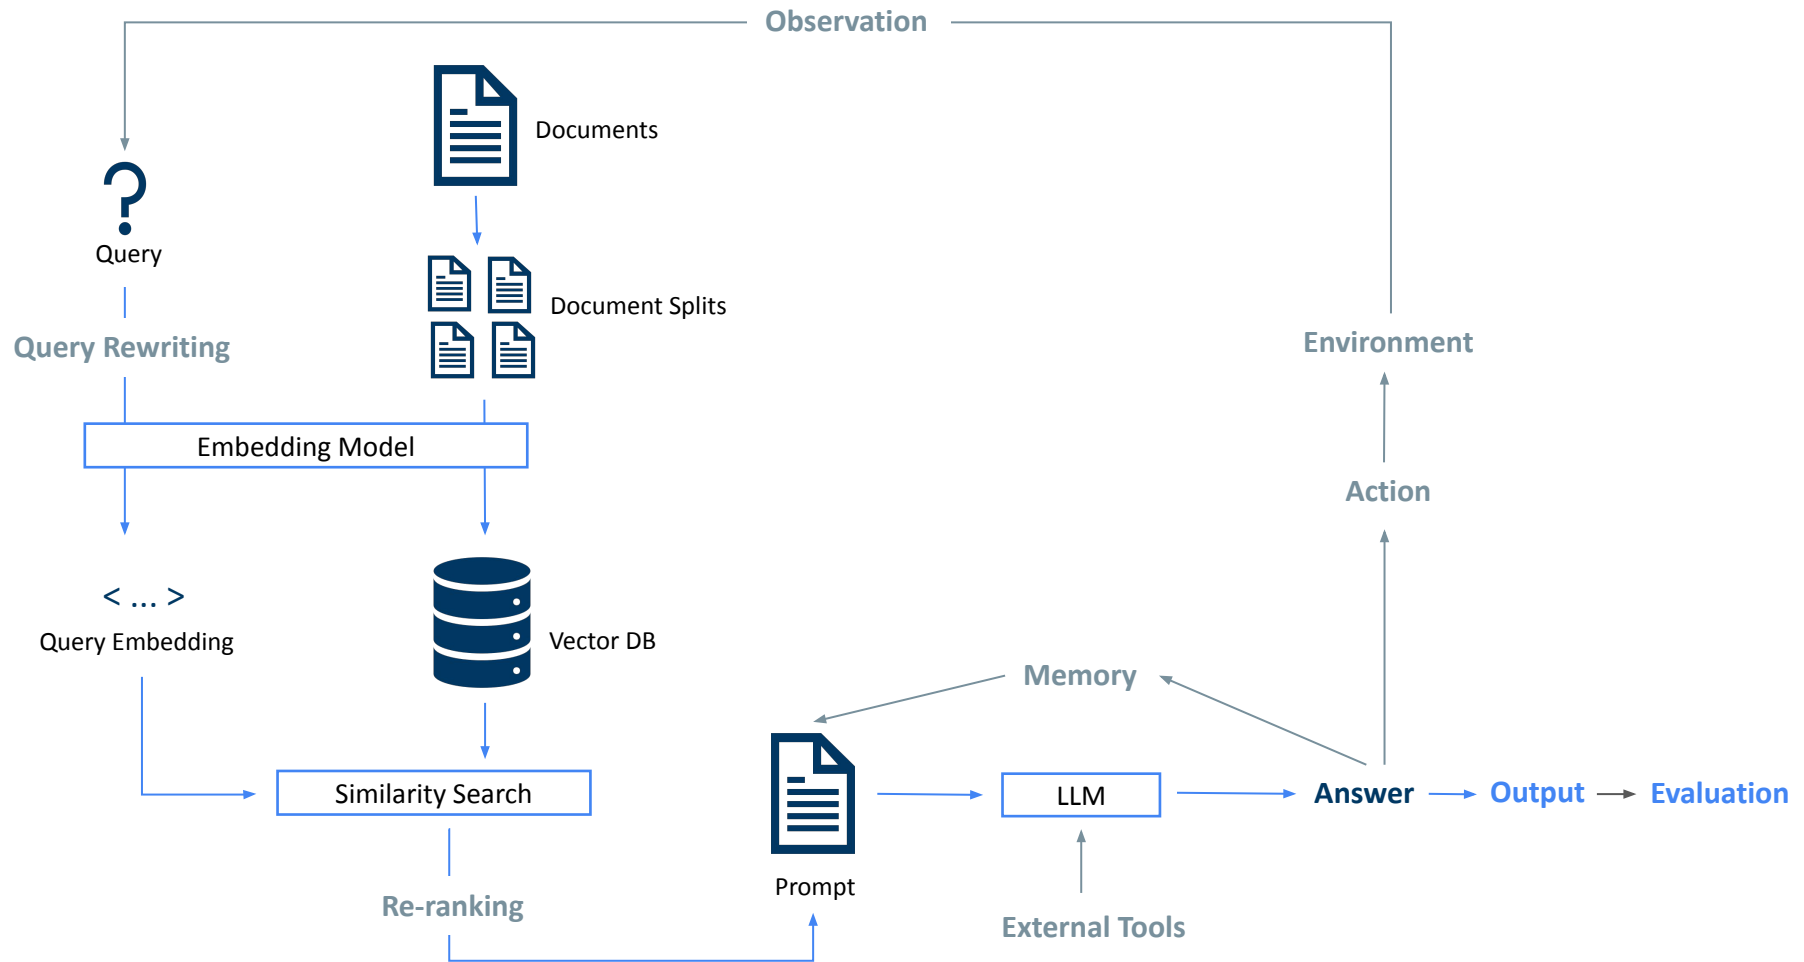 Observation
Documents
Query
Document Splits
Query Rewriting
Environment
Embedding Model
Action
< ... >
Query Embedding
Vector DB
Memory
Similarity Search
LLM
Answer
Output
Evaluation
Prompt
Re-ranking
External Tools